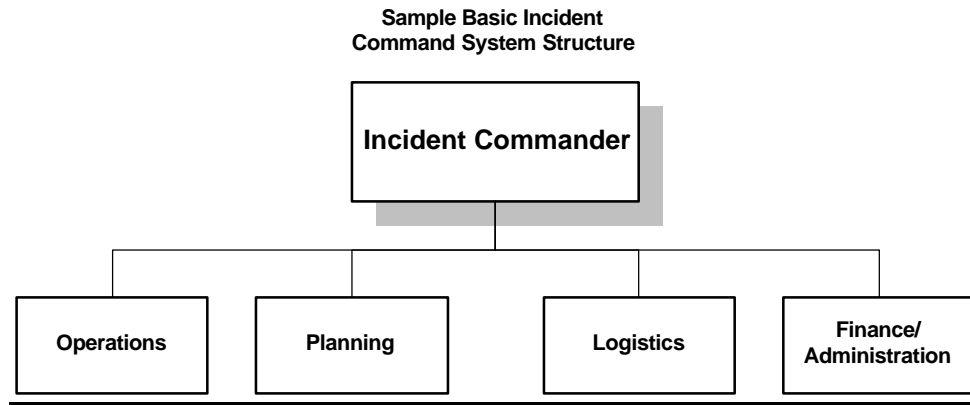 Sample Basic Incident
Command System Structure
Incident Commander
Operations
Planning
Logistics
Finance/
Administration